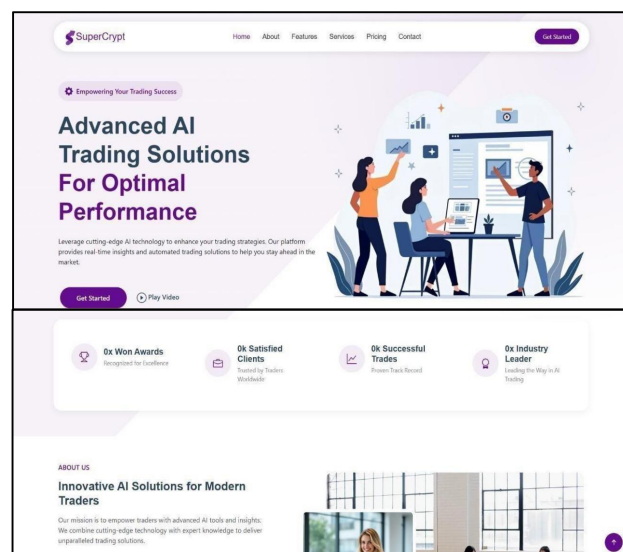 SuperCrypt
Home About Features Services Pricing Contact
Get Started
Empowering Your Trading Success
Advanced AI
Trading Solutions
For Optimal
Performance
Leverage cutting-edge AI technology to enhance your trading strategies. Our platform
provides real-time insights and automated trading solutions to help you stay ahead in the
market.
Get Started
Play Video
0x Won Awards
Recognized for Excellence
0k Satisfied
Clients
Trusted by Traders
Worldwide
0k Successful
Trades
Proven Track Record
0x Industry
Leader
Leading the Way in AI
Trading
ABOUT US
Innovative AI Solutions for Modern
Traders
Our mission is to empower traders with advanced AI tools and insights.
We combine cutting-edge technology with expert knowledge to deliver
unparalleled trading solutions.